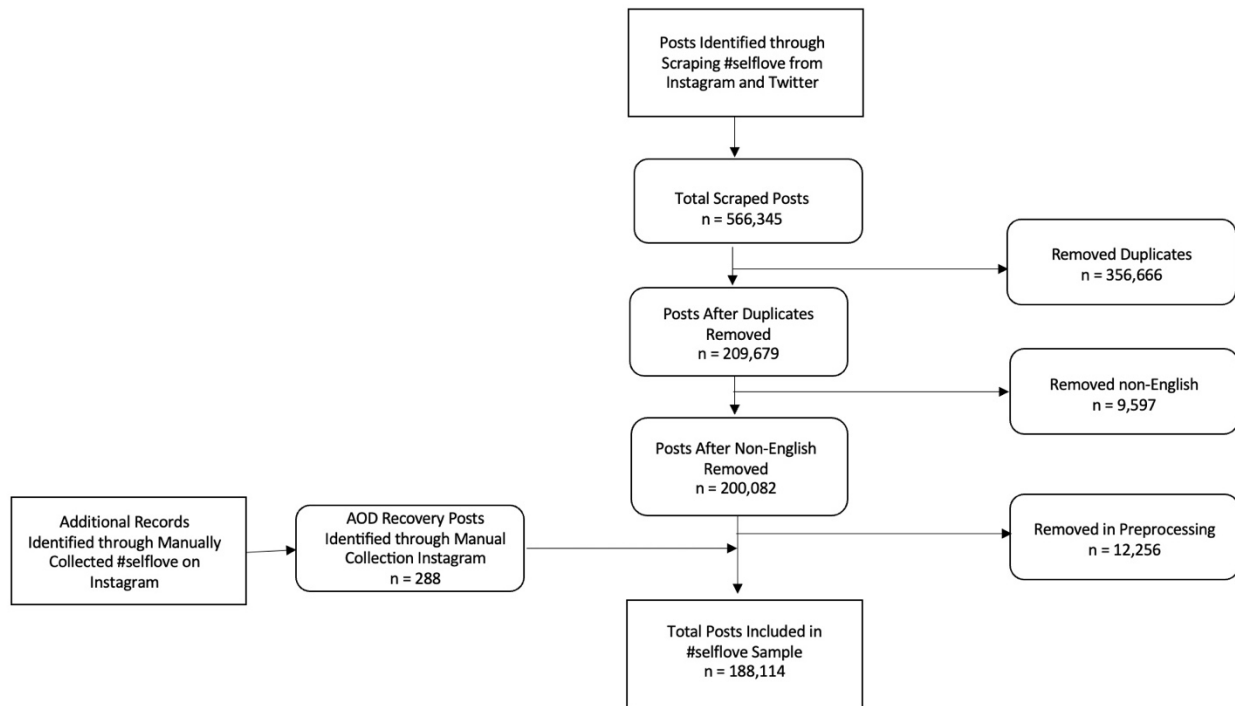 Posts Identified through
Scraping #selflove from
Instagram and Twitter
Total Scraped Posts
n = 566,345
Removed Duplicates
n = 356,666
Posts After Duplicates
Removed
n = 209,679
Removed non-English
n = 9,597
Posts After Non-English
Removed
n = 200,082
Additional Records
Identified through Manually
Collected #selflove on
Instagram
AOD Recovery Posts
Identified through Manual
Collection Instagram
n = 288
Removed in Preprocessing
n = 12,256
Total Posts Included in
#selflove Sample
n = 188,114